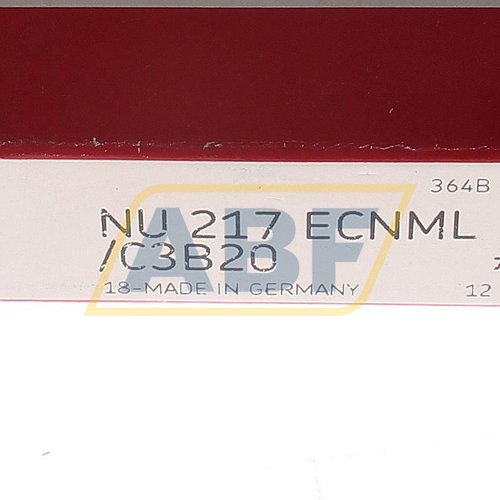 364B
NU 217 ECNML
/C3B20
18-MADE IN GERMANY
12
ABF